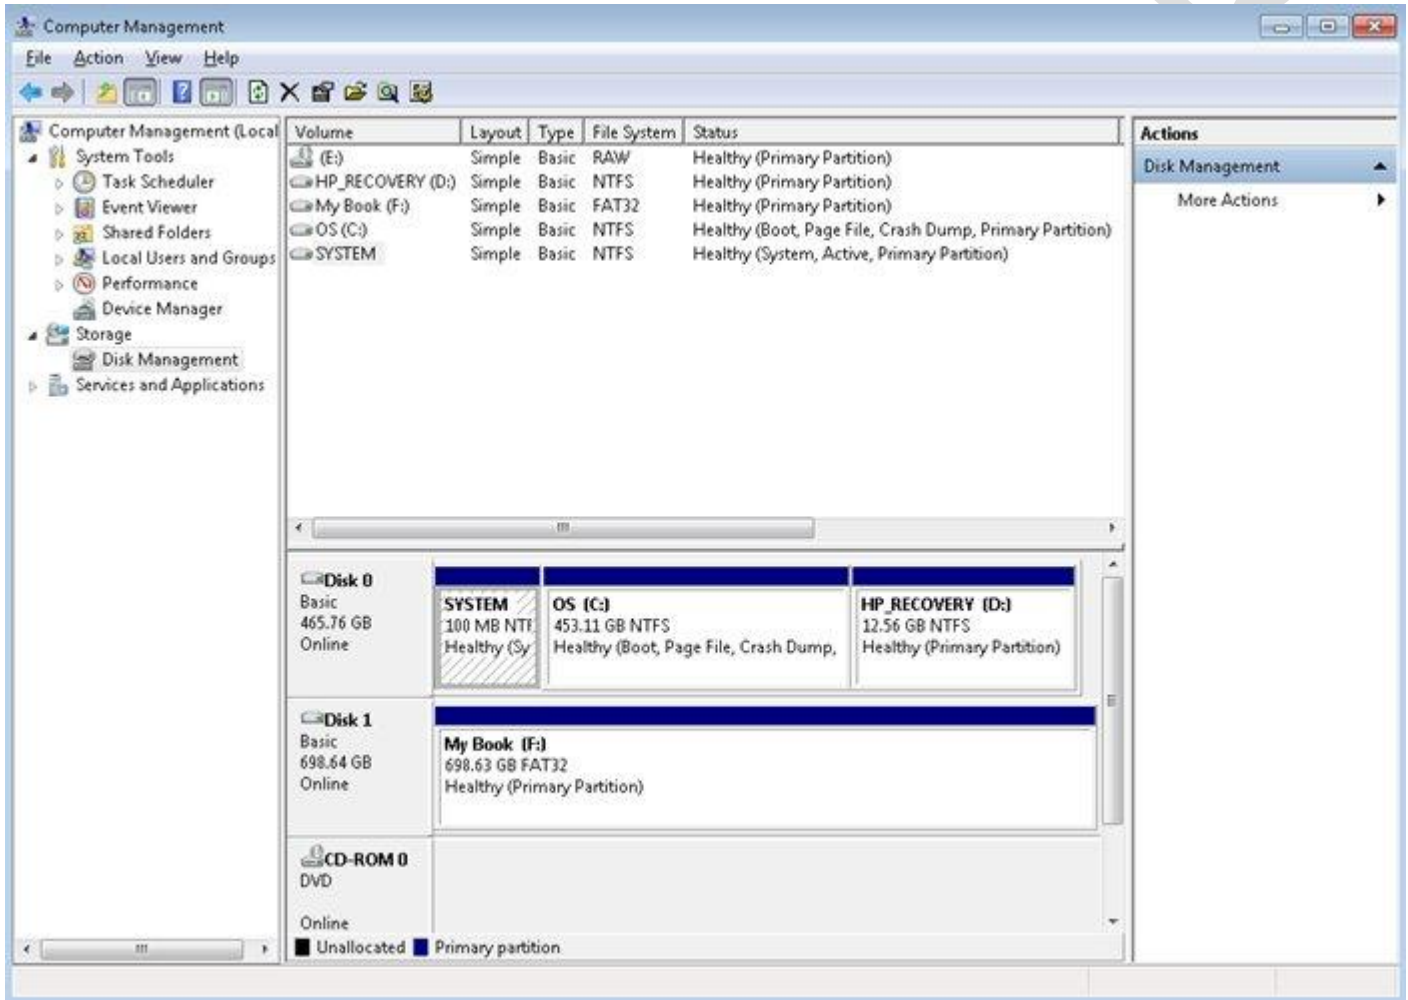 Computer Management
File Action View Help
Computer Management (Local
System Tools
Task Scheduler
Event Viewer
Shared Folders
Local Users and Groups
Performance
Device Manager
Storage
Disk Management
Services and Applications
Volume Layout Type File System Status
(E:) Simple Basic RAW Healthy (Primary Partition)
HP_RECOVERY (D:) Simple Basic NTFS Healthy (Primary Partition)
My Book (F:) Simple Basic FAT32 Healthy (Primary Partition)
OS (C:) Simple Basic NTFS Healthy (Boot, Page File, Crash Dump, Primary Partition)
SYSTEM Simple Basic NTFS Healthy (System, Active, Primary Partition)
Disk 0
Basic
465.76 GB
Online
SYSTEM
100 MB NTF
Healthy (Sy
OS (C:)
453.11 GB NTFS
Healthy (Boot, Page File, Crash Dump,
HP_RECOVERY (D:)
12.56 GB NTFS
Healthy (Primary Partition)
Disk 1
Basic
698.64 GB
Online
My Book (F:)
698.63 GB FAT32
Healthy (Primary Partition)
CD-ROM 0
DVD
Online
Unallocated Primary partition
Actions
Disk Management
More Actions